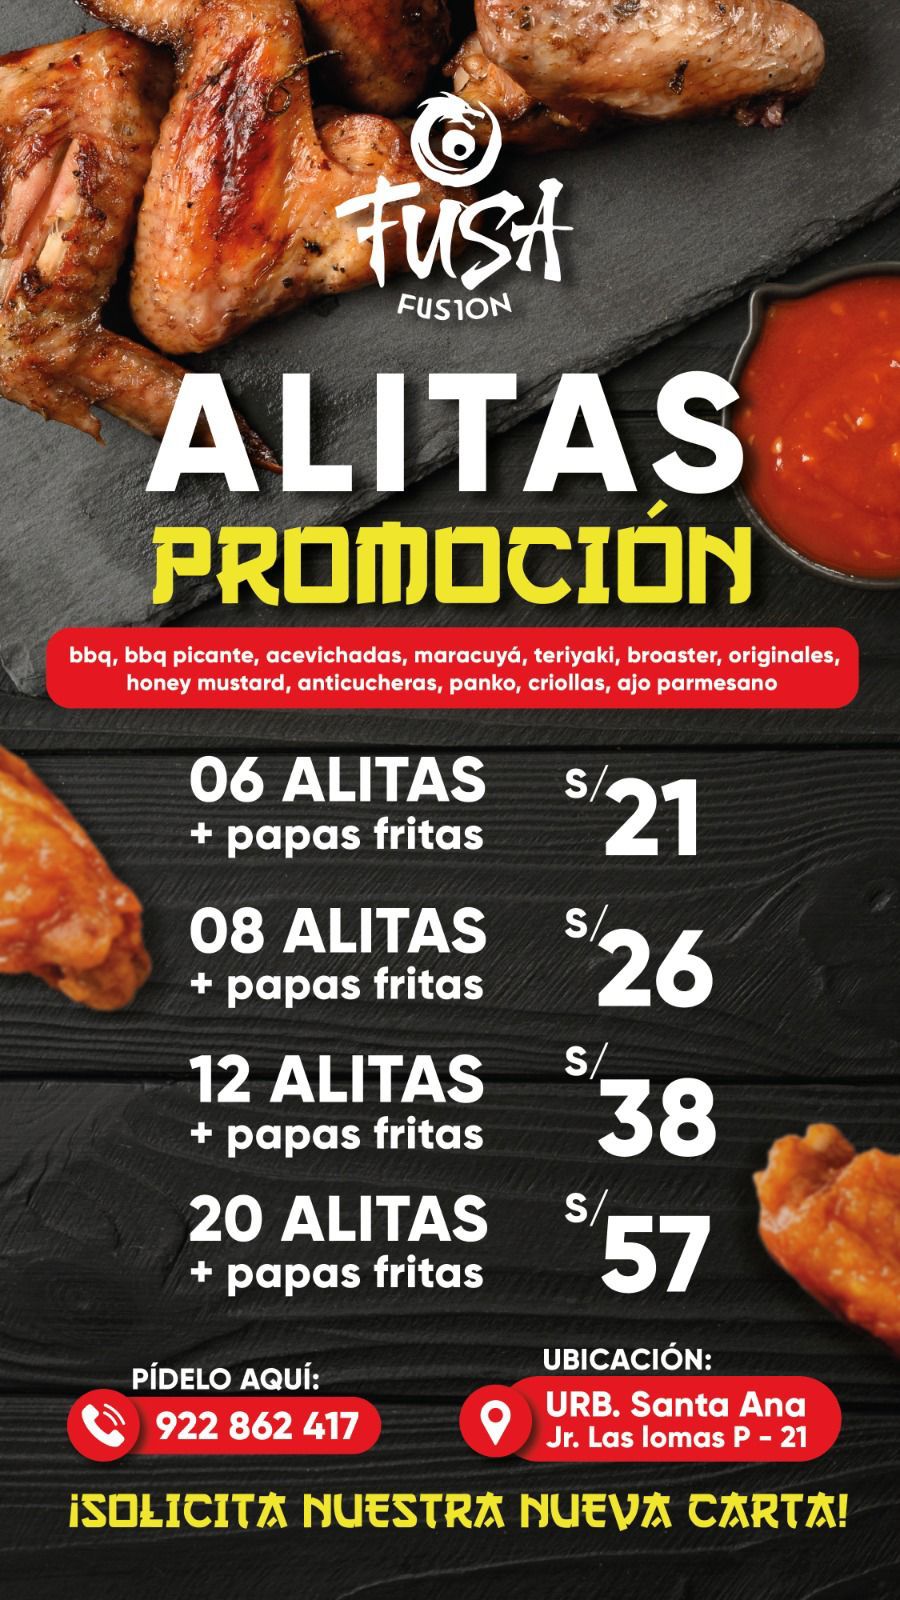 FUSA
FUS1ON
ALITAS
PROMOCIÓN
bbq, bbq picante, acevichadas, maracuyá, teriyaki, broaster, originales,
honey mustard, anticucheras, panko, criollas, ajo parmesano
06 ALITAS
+ papas fritas
S/21
08 ALITAS
+ papas fritas
S/26
12 ALITAS
+ papas fritas
S/38
20 ALITAS
+ papas fritas
S/57
PÍDELO AQUÍ:
922 862 417
UBICACIÓN:
URB. Santa Ana
Jr. Las lomas P - 21
¡SOLICITA NUESTRA NUEVA CARTA!